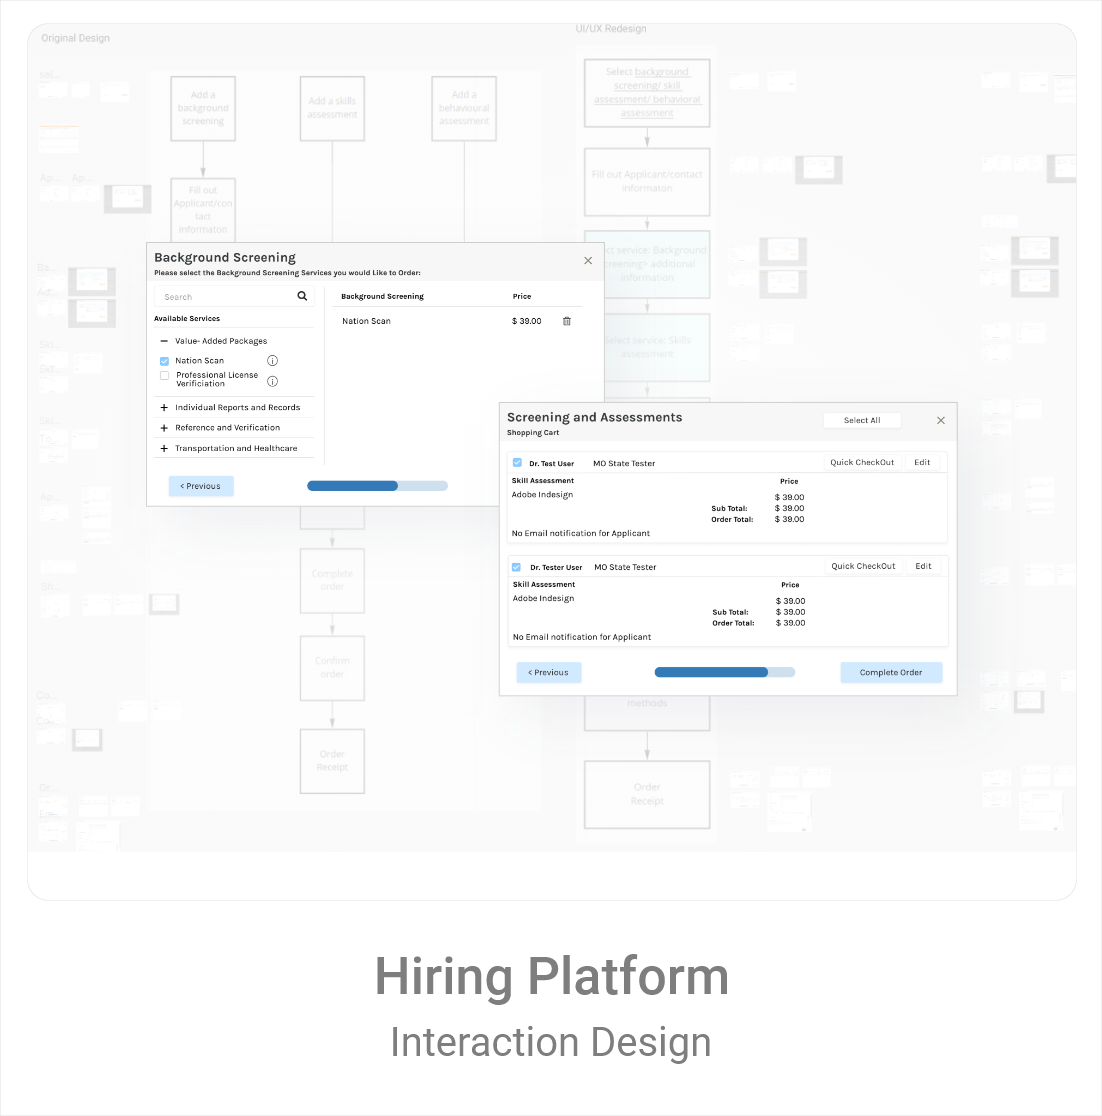 Original Design
UI/UX Redesign
Add a
background
screening
Add a skills
assessment
Add a
behavioural
assessment
Select background
screening/ skill
assessment/ behavioral
assessment
Fill out
Applicant/con
tact
informaton
Fill out Applicant/contact
informaton
service: Background
additonal
information
Select service: Skills
assessment
Background Screening
Please select the Background Screening Services you would Like to Order:
Search
Available Services
Value- Added Packages
Nation Scan
Professional License
Verificiation
Individual Reports and Records
Reference and Verification
Transportation and Healthcare
< Previous
Background Screening Price
Nation Scan $ 39.00
Screening and Assessments
Shopping Cart
Select All
Dr. Test User MO State Tester Quick CheckOut Edit
Skill Assessment Price
Adobe Indesign
$ 39.00
Sub Total: $ 39.00
Order Total: $ 39.00
No Email notification for Applicant
Dr. Tester User MO State Tester Quick CheckOut Edit
Skill Assessment Price
Adobe Indesign
$ 39.00
Sub Total: $ 39.00
Order Total: $ 39.00
No Email notification for Applicant
< Previous
Complete Order
Complete
order
Confirm
order
Order
Receipt
methods
Order
Receipt
Hiring Platform
Interaction Design